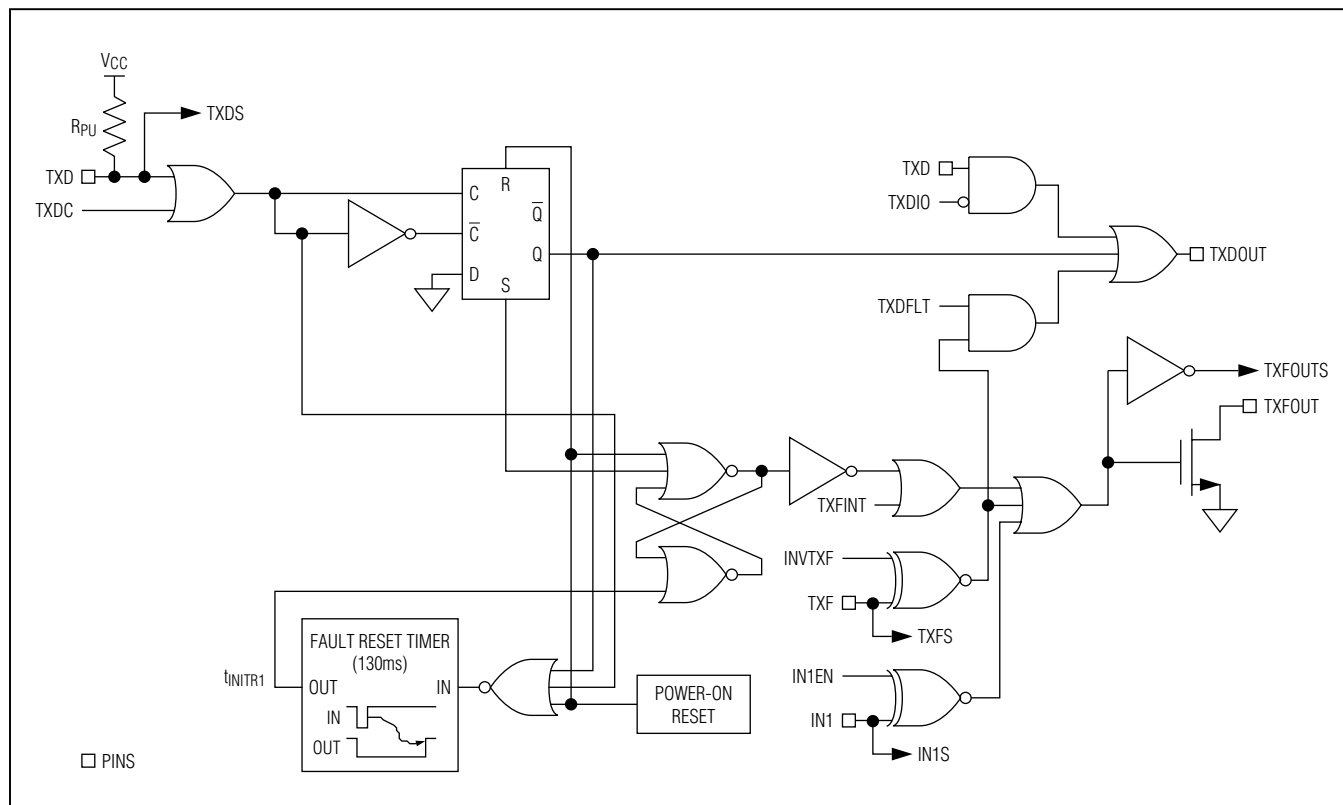 VCC
RPU
TXDS
TXD
TXDC
C
R
C
Q
D
Q
S
TXD
TXDIO
TXDOUT
TXDFLT
TXFOUTS
TXFOUT
TXFINT
INVTXF
TXF
TXFS
FAULT RESET TIMER
(130ms)
tINITR1
OUT
IN
IN
OUT
POWER-ON
RESET
IN1EN
IN1
IN1S
PINS